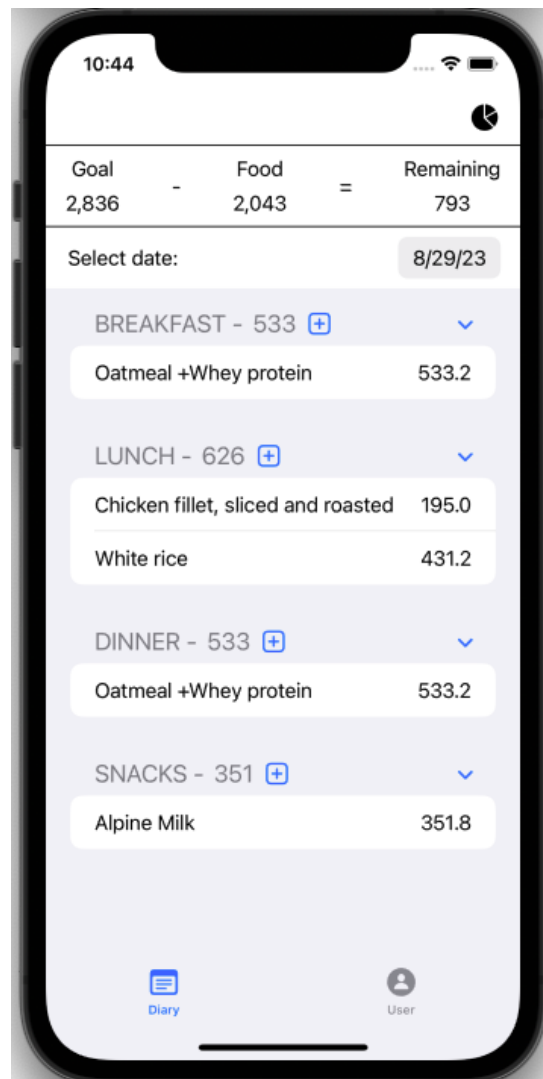 10:44
Goal - Food = Remaining
2,836 2,043 793
Select date: 8/29/23
BREAKFAST - 533
Oatmeal +Whey protein 533.2
LUNCH - 626
Chicken fillet, sliced and roasted 195.0
White rice 431.2
DINNER - 533
Oatmeal +Whey protein 533.2
SNACKS - 351
Alpine Milk 351.8
Diary User